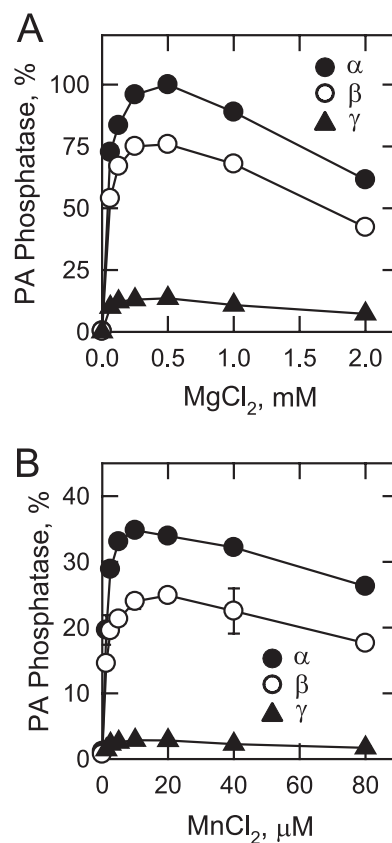 A
PA Phosphatase, %
100
75
50
25
0
α
β
γ
0.0 0.5 1.0 1.5 2.0
MgCl₂, mM
B
PA Phosphatase, %
40
30
20
10
0
α
β
γ
0 20 40 60 80
MnCl₂, μM